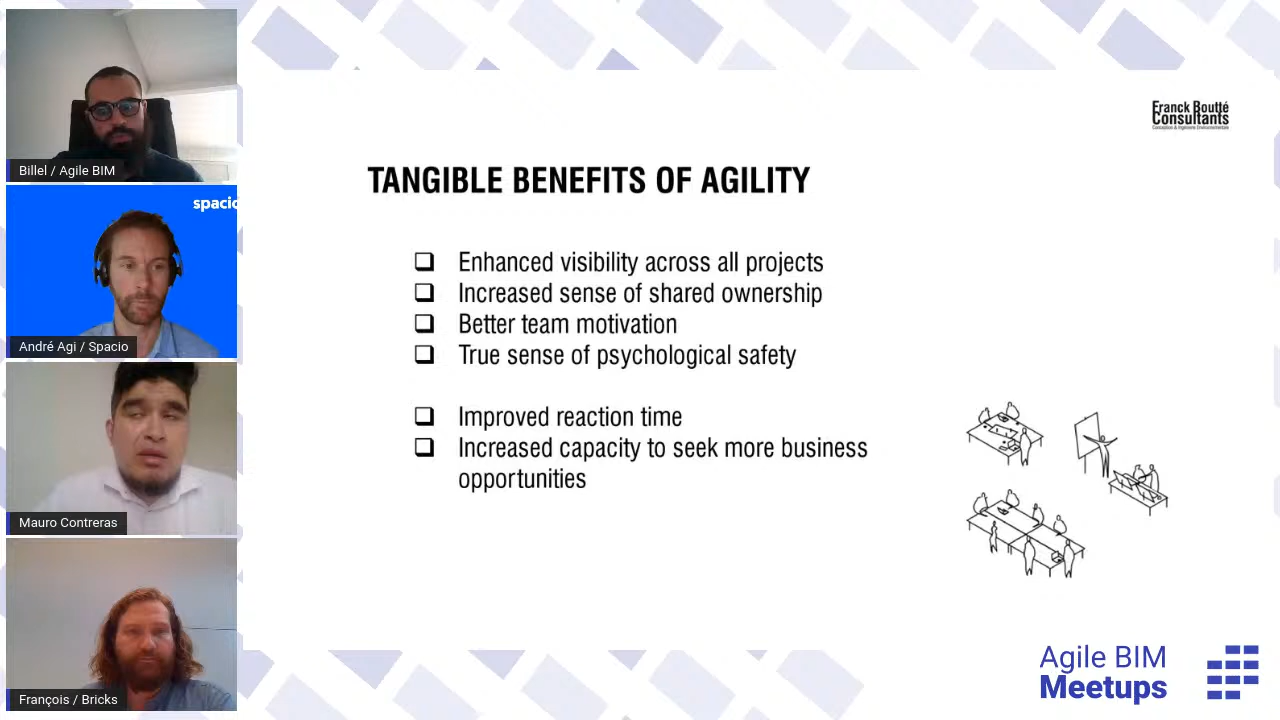 Billel / Agile BIM
spacio
André Agi / Spacio
Mauro Contreras
François / Bricks
Franck Boutté
Consultants
TANGIBLE BENEFITS OF AGILITY
Enhanced visibility across all projects
Increased sense of shared ownership
Better team motivation
True sense of psychological safety
Improved reaction time
Increased capacity to seek more business
opportunities
Agile BIM
Meetups